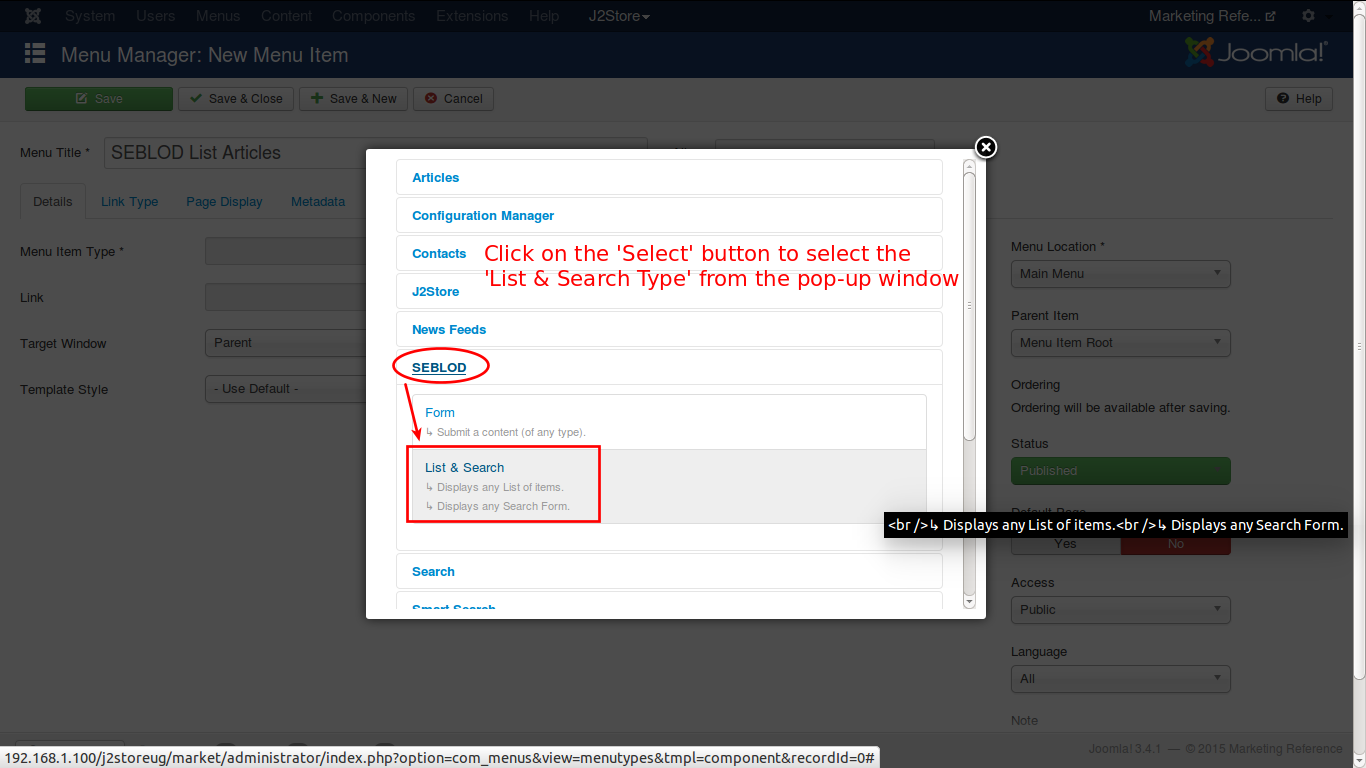 System Users Menus Content Components Extensions Help J2Store Marketing Refe...
Menu Manager: New Menu Item Joomla!®
Save Save & Close Save & New Cancel Help
Menu Title * SEBLOD List Articles
Details Link Type Page Display Metadata
Menu Item Type *
Link
Target Window Parent
Template Style - Use Default -
Articles
Configuration Manager
Contacts
Click on the 'Select' button to select the
'List & Search Type' from the pop-up window
J2Store
News Feeds
SEBLOD
Form
↳ Submit a content (of any type).
List & Search
↳ Displays any List of items.
↳ Displays any Search Form.
Search
Smart Search
Menu Location *
Main Menu
Parent Item
Menu Item Root
Ordering
Ordering will be available after saving.
Status
Published
Default Page
<br />↳ Displays any List of items.<br />↳ Displays any Search Form.
Yes No
Access
Public
Language
All
Note
Joomla! 3.4.1 — © 2015 Marketing Reference
192.168.1.100/j2storeug/market/administrator/index.php?option=com_menus&view=menutypes&tmpl=component&recordId=0#